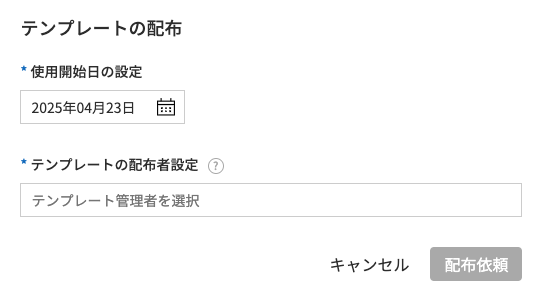 テンプレートの配布
* 使用開始日の設定
2025年04月23日
* テンプレートの配布者設定 ?
テンプレート管理者を選択
キャンセル 配布依頼